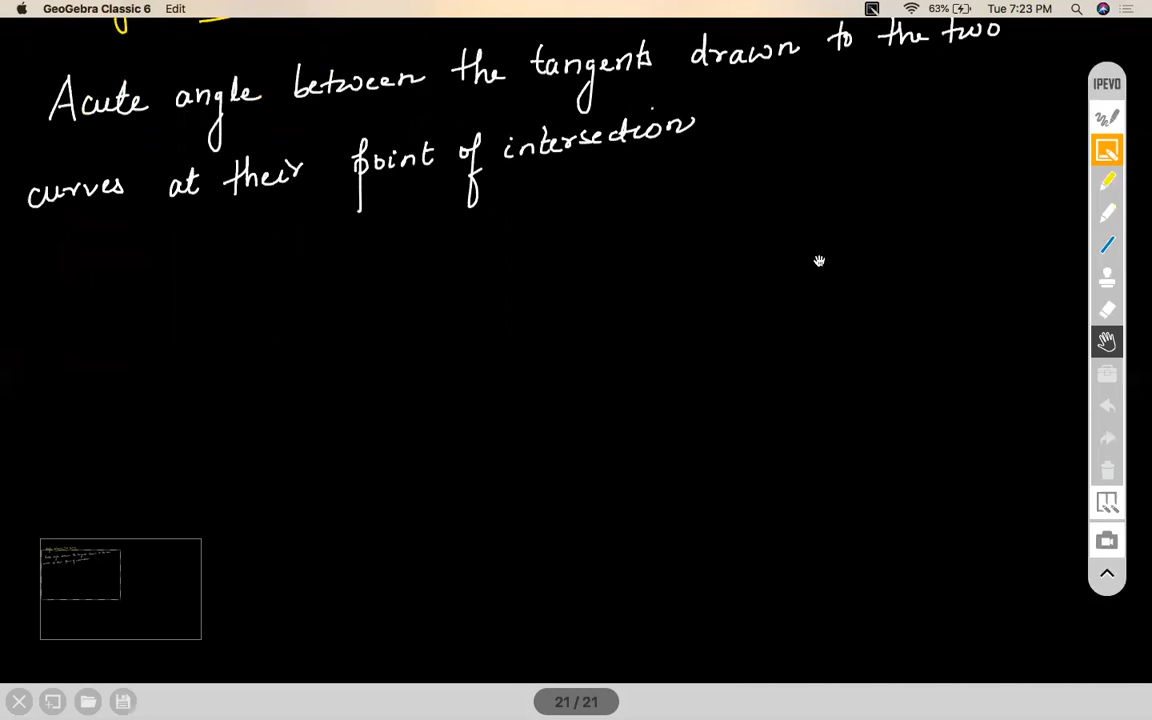 GeoGebra Classic 6 Edit 63% Tue 7:23 PM
Acute angle between the tangents drawn to the two
curves at their point of intersection
IPEVO
21 / 21